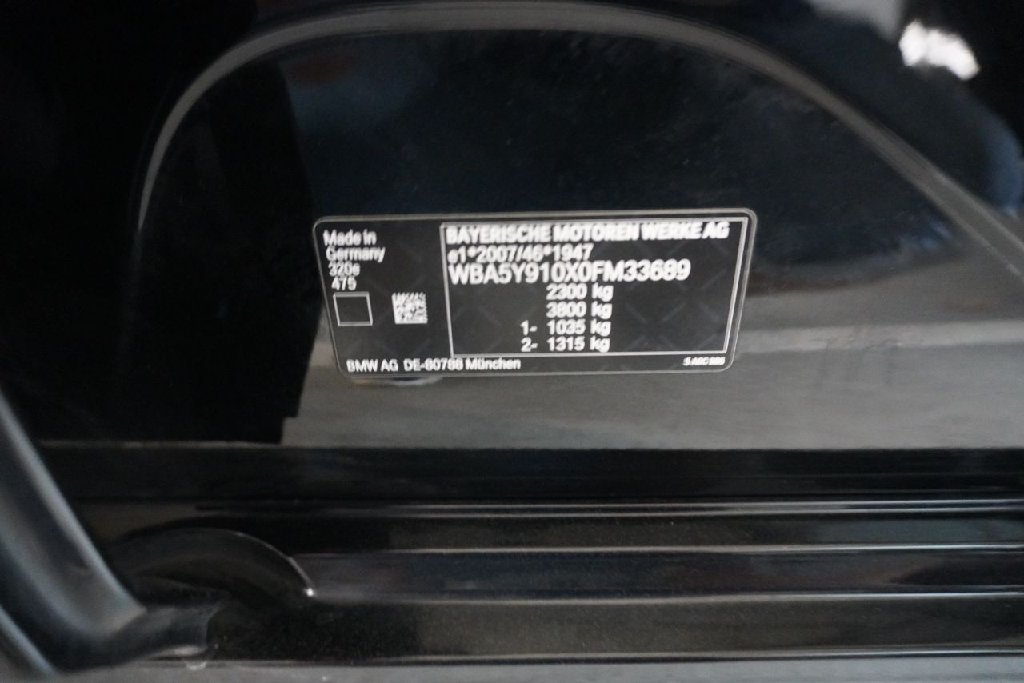 Made in
Germany
320e
475
BAYERISCHE MOTOREN WERKE AG
e1*2007/46*1947
WBA5Y910X0FM33689
2300 kg
3800 kg
1- 1035 kg
2- 1315 kg
BMW AG DE-80788 München